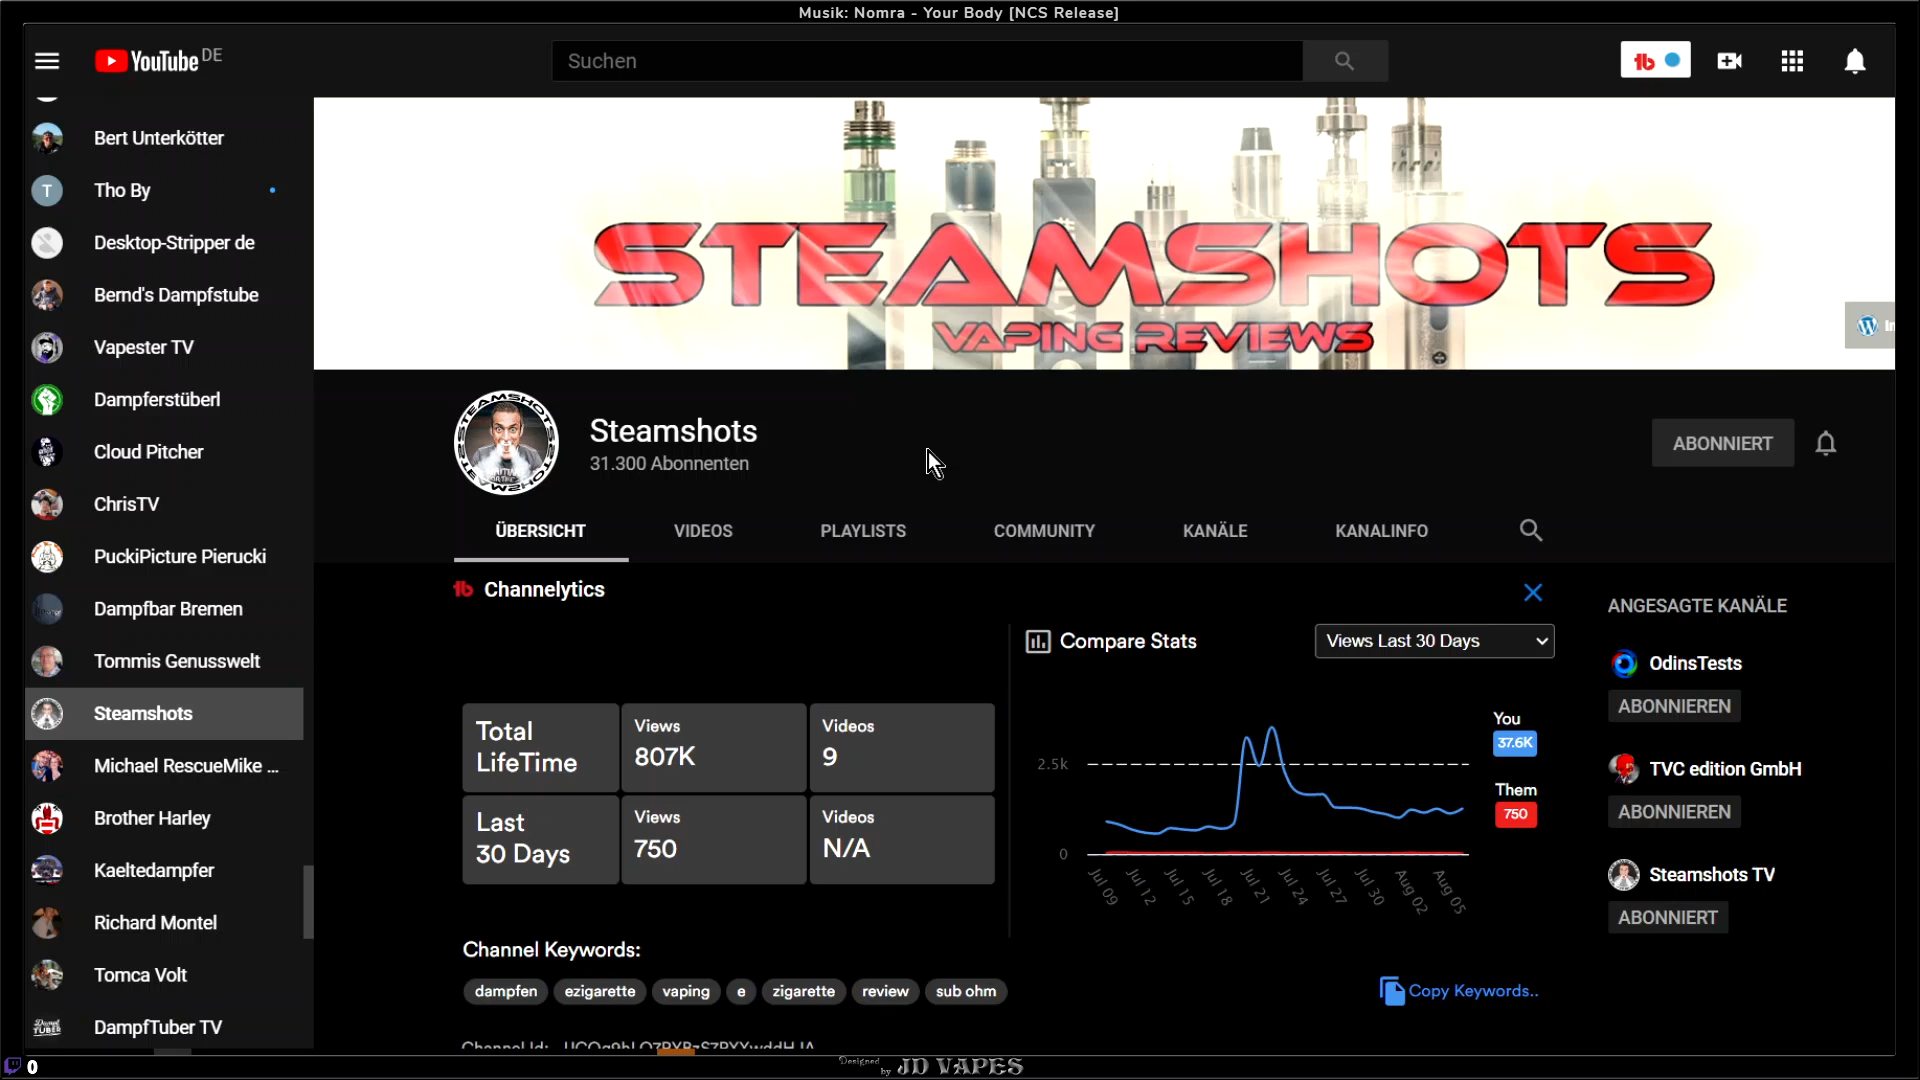 Musik: Nomra - Your Body [NCS Release]
YouTube DE
Suchen
Bert Unterkötter
T Tho By
Desktop-Stripper de
Bernd's Dampfstube
Vapester TV
Dampferstüberl
Cloud Pitcher
ChrisTV
PuckiPicture Pierucki
Dampfbar Bremen
Tommis Genusswelt
Steamshots
Michael RescueMike ...
Brother Harley
Kaeltedampfer
Richard Montel
Tomca Volt
DampfTuber TV
STEAMSHOTS
VAPING REVIEWS
Steamshots
31.300 Abonnenten
ABONNIERT
ÜBERSICHT VIDEOS PLAYLISTS COMMUNITY KANÄLE KANALINFO
Channelytics
Total
LifeTime
Views
807K
Videos
9
Last
30 Days
Views
750
Videos
N/A
Compare Stats
Views Last 30 Days
2.5k
0
Jul 09 Jul 12 Jul 15 Jul 18 Jul 21 Jul 24 Jul 27 Jul 30 Aug 02 Aug 05
You
37.6K
Them
750
Channel Keywords:
dampfen ezigarette vaping e zigarette review sub ohm
Copy Keywords..
Channel Id:
ANGESAGTE KANÄLE
OdinsTests
ABONNIEREN
TVC edition GmbH
ABONNIEREN
Steamshots TV
ABONNIERT
0
Designed
by JD VAPES